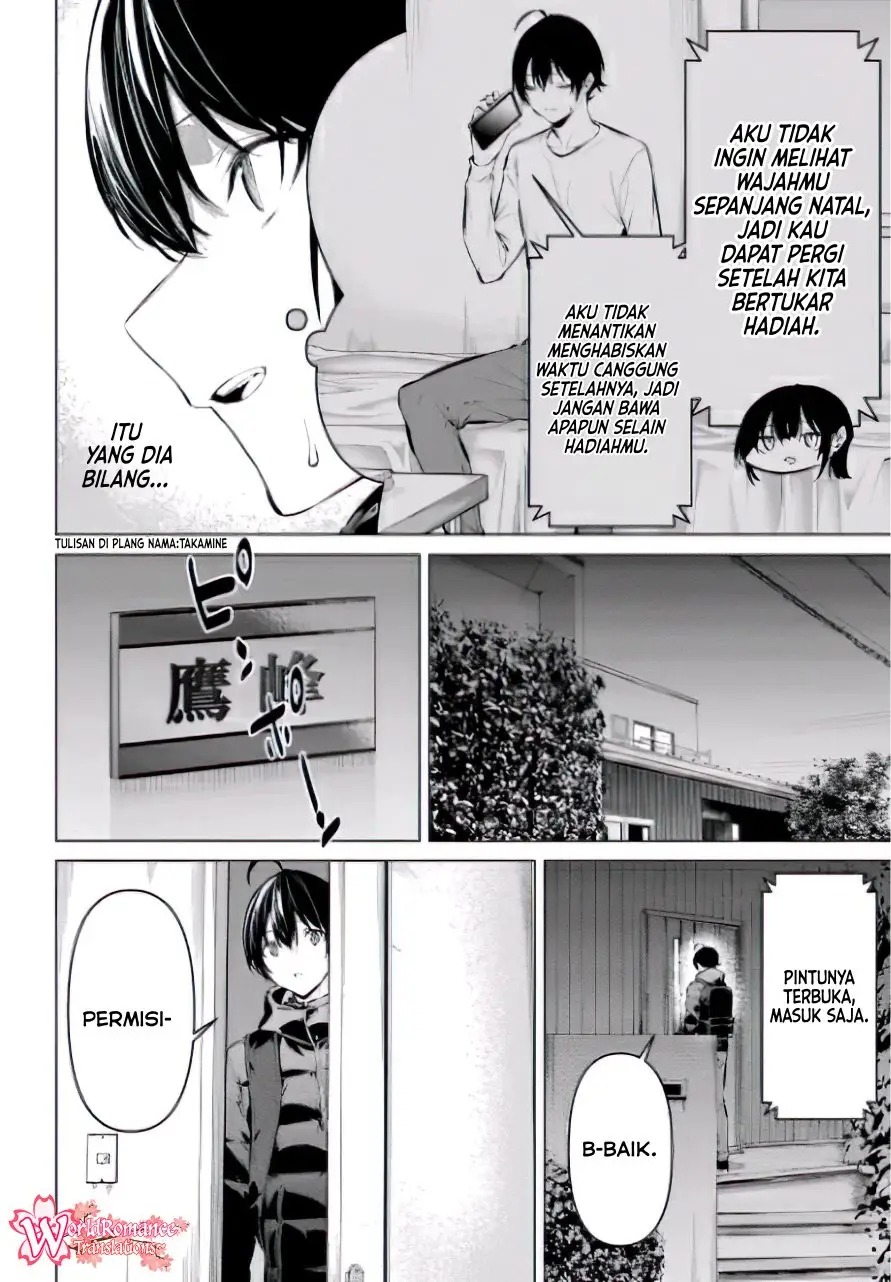 AKU TIDAK
INGIN MELIHAT
WAJAHMU
SEPANJANG NATAL,
JADI KAU
DAPAT PERGI
SETELAH KITA
BERTUKAR
HADIAH.
AKU TIDAK
MENANTIKAN
MENGHABISKAN
WAKTU CANGGUNG
SETELAHNYA, JADI
JANGAN BAWA
APAPUN SELAIN
HADIAHMU.
ITU
YANG DIA
BILANG...
TULISAN DI PLANG NAMA:TAKAMINE
鷹峰
ピンポーン
PINTUNYA
TERBUKA,
MASUK SAJA.
B-BAIK.
PERMISI-
WorldRomance
Translations